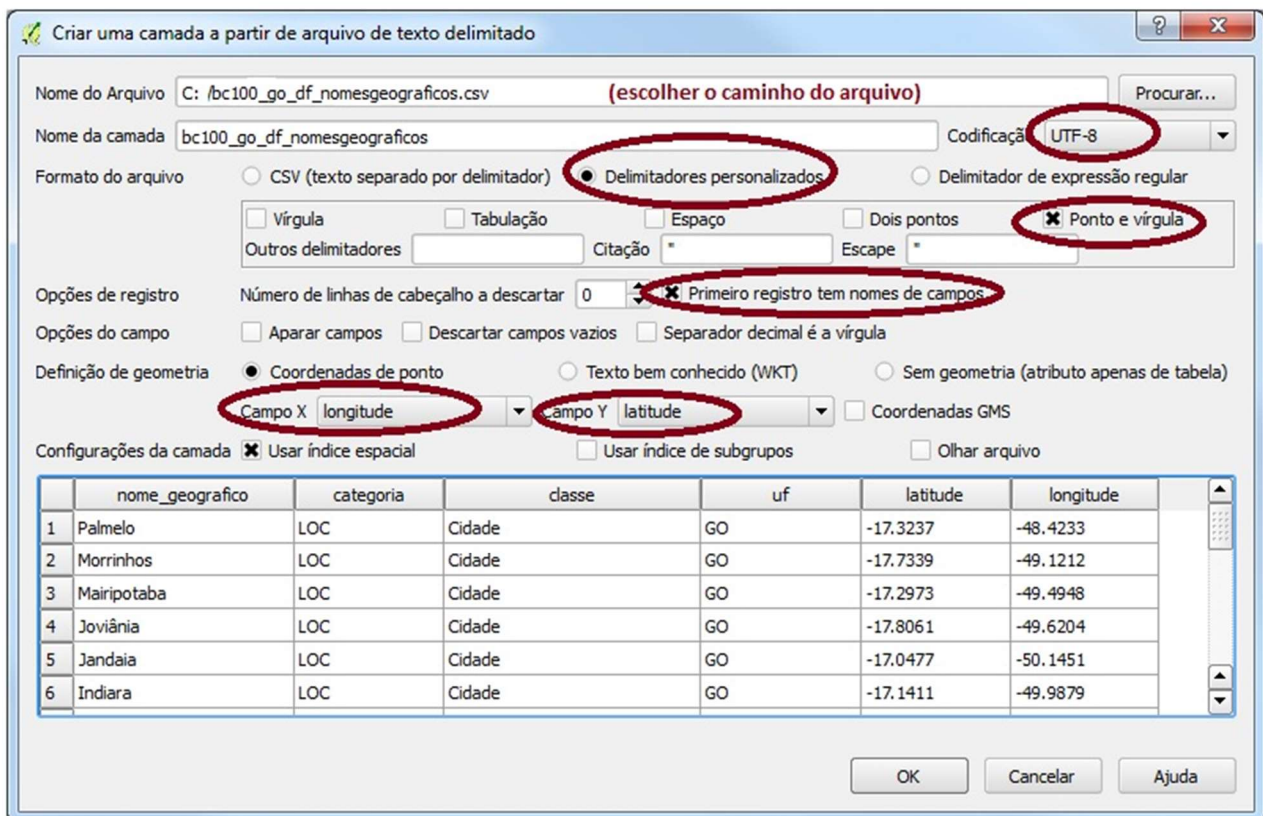 Criar uma camada a partir de arquivo de texto delimitado
Nome do Arquivo C: /bc100_go_df_nomesgeograficos.csv (escolher o caminho do arquivo) Procurar...
Nome da camada bc100_go_df_nomesgeograficos Codificaçã UTF-8
Formato do arquivo CSV (texto separado por delimitador) Delimitadores personalizados Delimitador de expressão regular
Vírgula Tabulação Espaço Dois pontos Ponto e vírgula
Outros delimitadores Citação " Escape "
Opções de registro Número de linhas de cabeçalho a descartar 0 Primeiro registro tem nomes de campos
Opções do campo Aparar campos Descartar campos vazios Separador decimal é a vírgula
Definição de geometria Coordenadas de ponto Texto bem conhecido (WKT) Sem geometria (atributo apenas de tabela)
Campo X longitude Campo Y latitude Coordenadas GMS
Configurações da camada Usar índice espacial Usar índice de subgrupos Olhar arquivo
nome_geografico categoria classe uf latitude longitude
1 Palmelo LOC Cidade GO -17.3237 -48.4233
2 Morrinhos LOC Cidade GO -17.7339 -49.1212
3 Mairipotaba LOC Cidade GO -17.2973 -49.4948
4 Joviânia LOC Cidade GO -17.8061 -49.6204
5 Jandaia LOC Cidade GO -17.0477 -50.1451
6 Indiara LOC Cidade GO -17.1411 -49.9879
OK Cancelar Ajuda